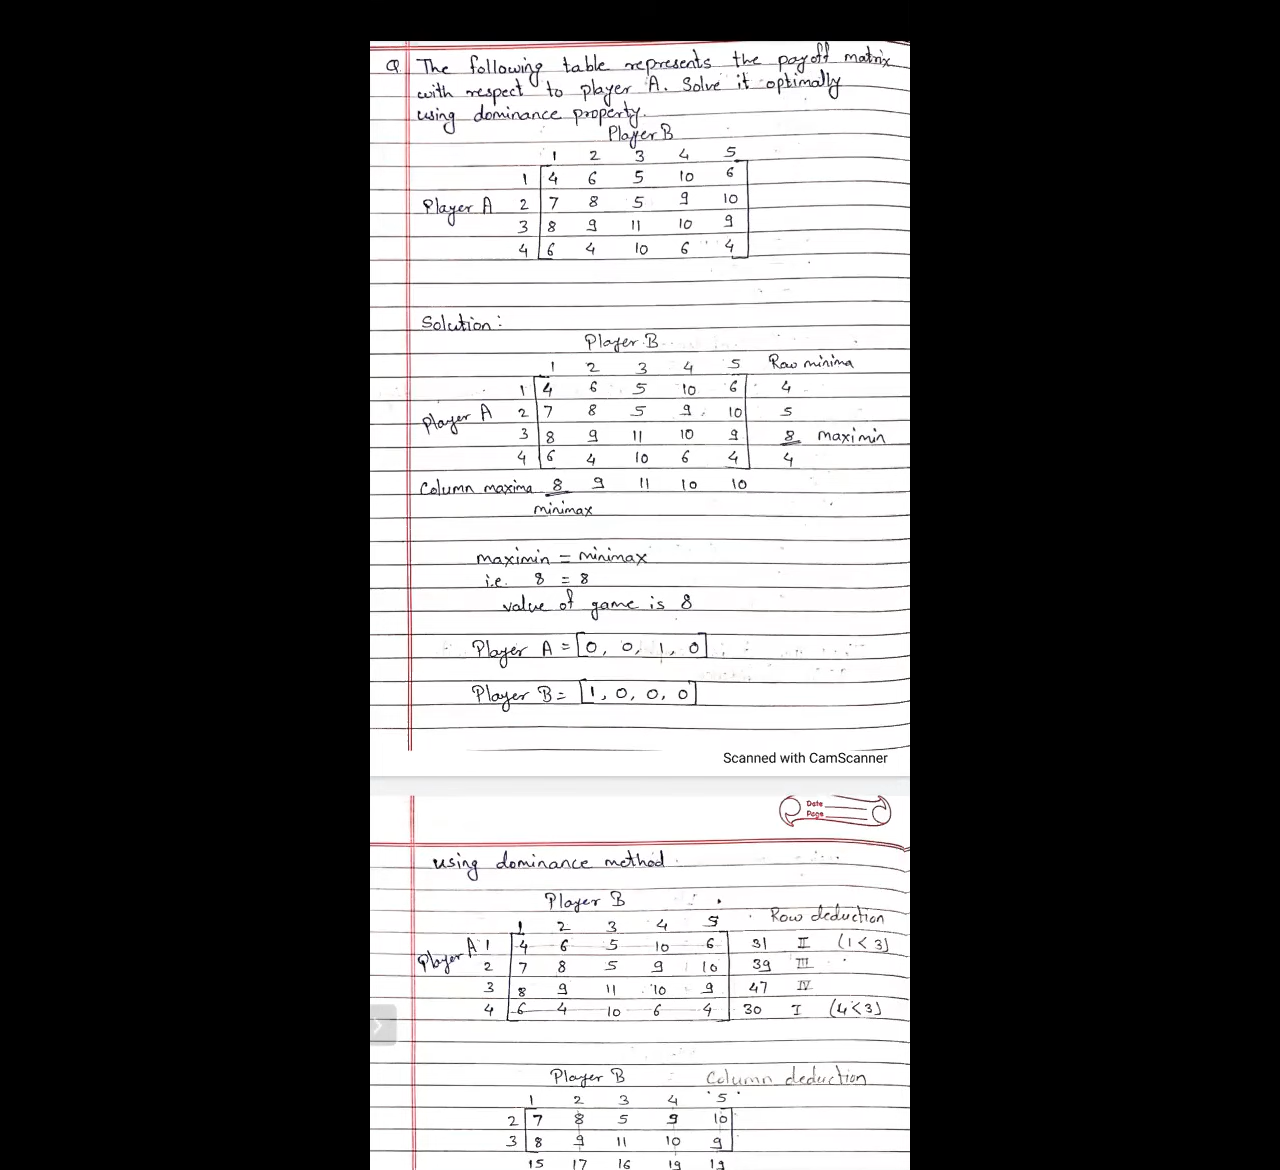 Q. The following table represents the payoff matrix
with respect to player A. Solve it optimally
using dominance property.
Player B
1 2 3 4 5
1 4 6 5 10 6
Player A 2 7 8 5 9 10
3 8 9 11 10 9
4 6 4 10 6 4
Solution :
Player B
1 2 3 4 5 Row minima
1 4 6 5 10 6 4
Player A 2 7 8 5 9 10 5
3 8 9 11 10 9 8 maximin
4 6 4 10 6 4 4
Column maxima 8 9 11 10 10
minimax
maximin = minimax
i.e. 8 = 8
value of game is 8
Player A = [0, 0, 1, 0]
Player B = [1, 0, 0, 0]
Scanned with CamScanner
Date
Page
using dominance method
Player B
1 2 3 4 5 Row deduction
Player A 1 4 6 5 10 6 31 II (1 < 3)
2 7 8 5 9 10 39 III
3 8 9 11 10 9 47 IV
4 6 4 10 6 4 30 I (4 < 3)
Player B Column deduction
1 2 3 4 5
2 7 8 5 9 10
3 8 9 11 10 9
15 17 16 19 19